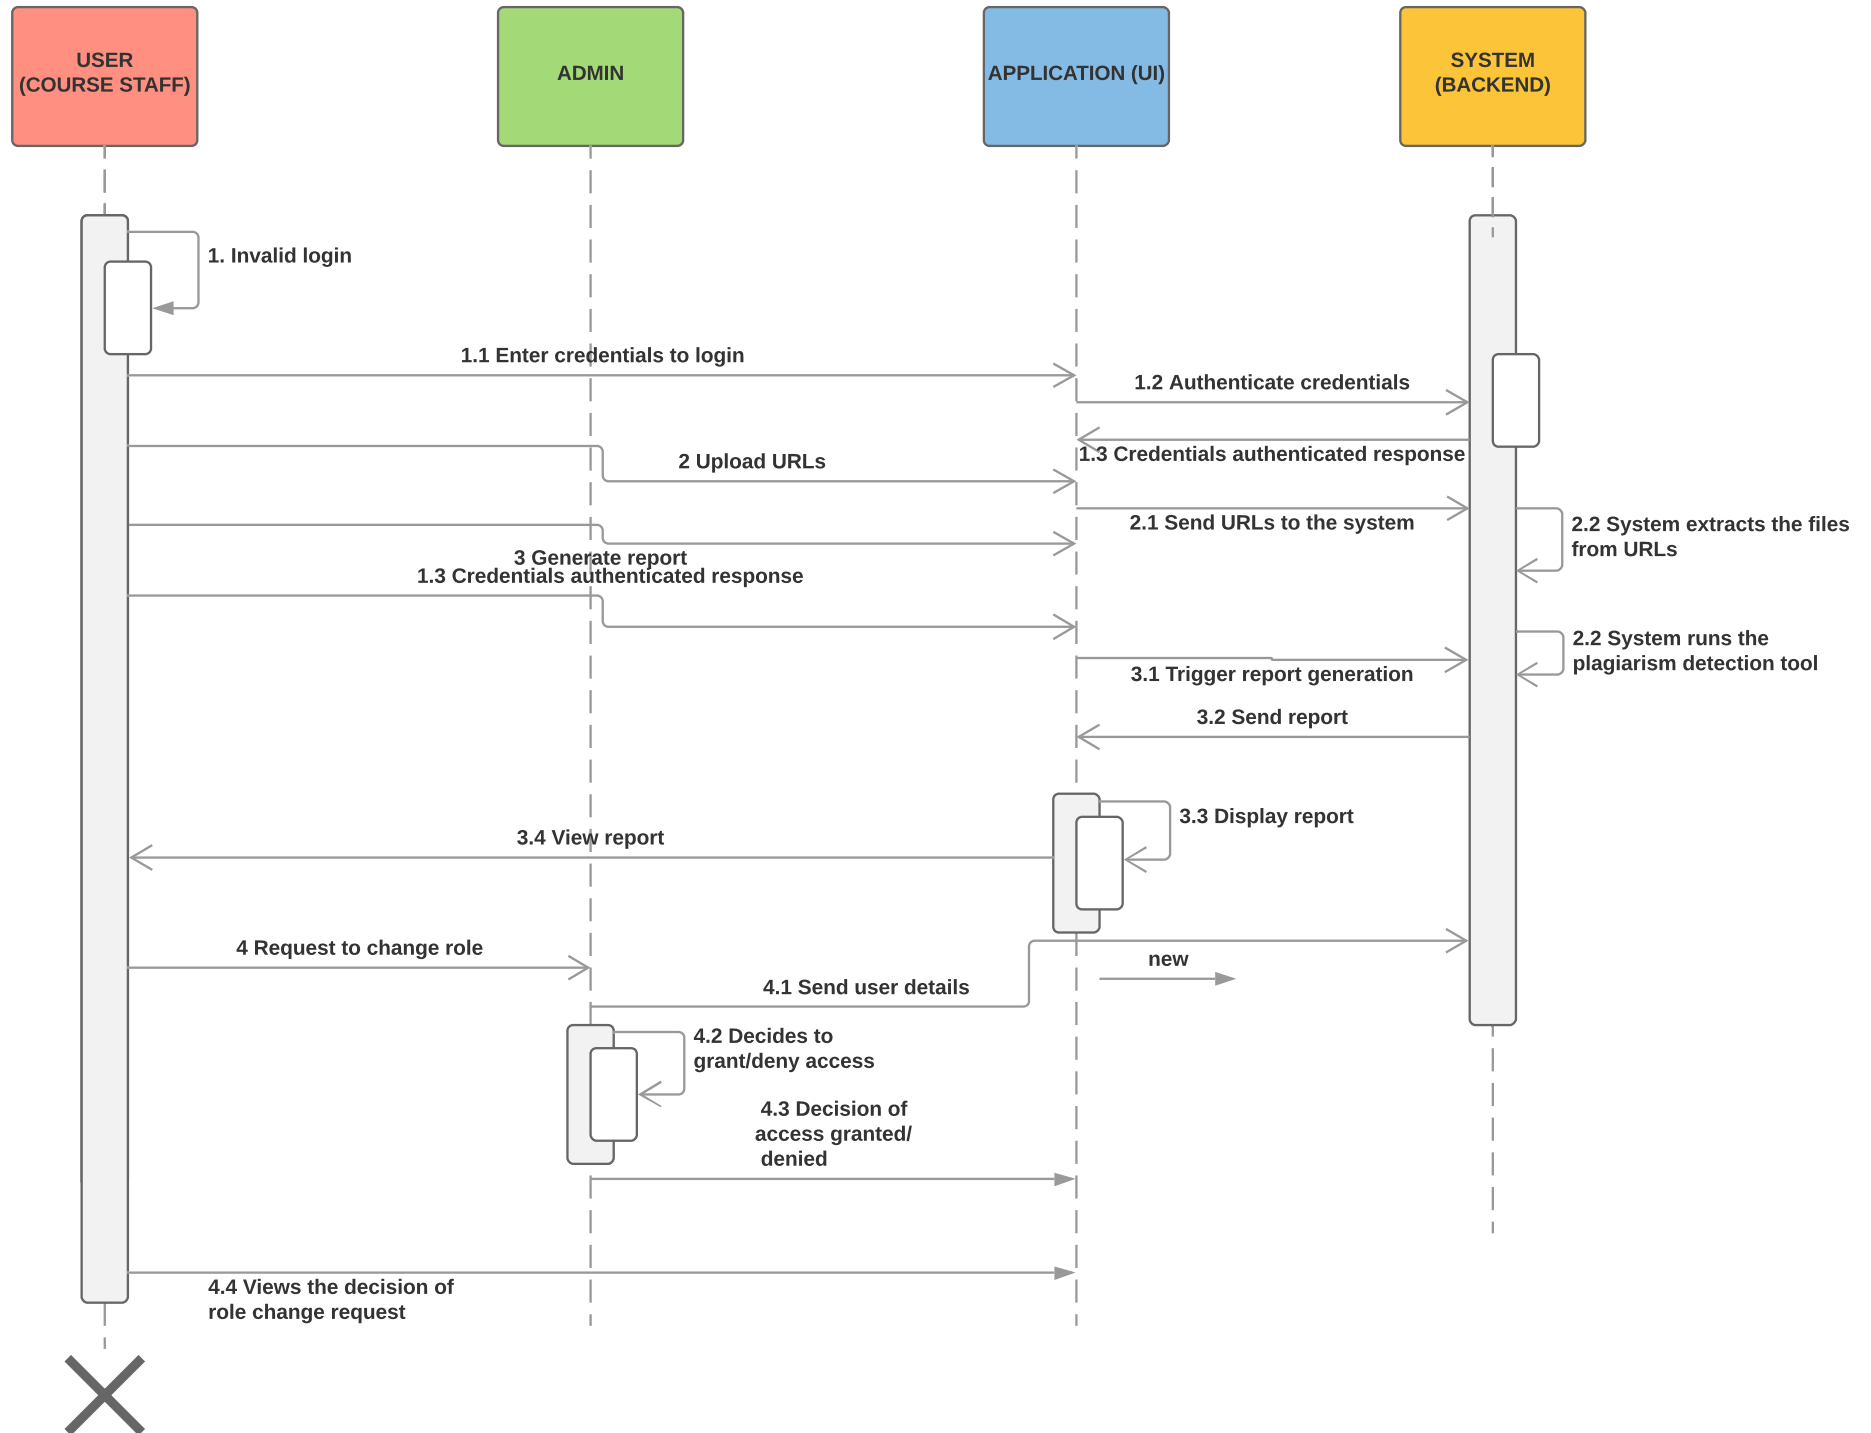 USER
(COURSE STAFF)
ADMIN
APPLICATION (UI)
SYSTEM
(BACKEND)
1. Invalid login
1.1 Enter credentials to login
1.2 Authenticate credentials
1.3 Credentials authenticated response
2 Upload URLs
2.1 Send URLs to the system
2.2 System extracts the files
from URLs
3 Generate report
1.3 Credentials authenticated response
2.2 System runs the
plagiarism detection tool
3.1 Trigger report generation
3.2 Send report
3.3 Display report
3.4 View report
4 Request to change role
new
4.1 Send user details
4.2 Decides to
grant/deny access
4.3 Decision of
access granted/
denied
4.4 Views the decision of
role change request